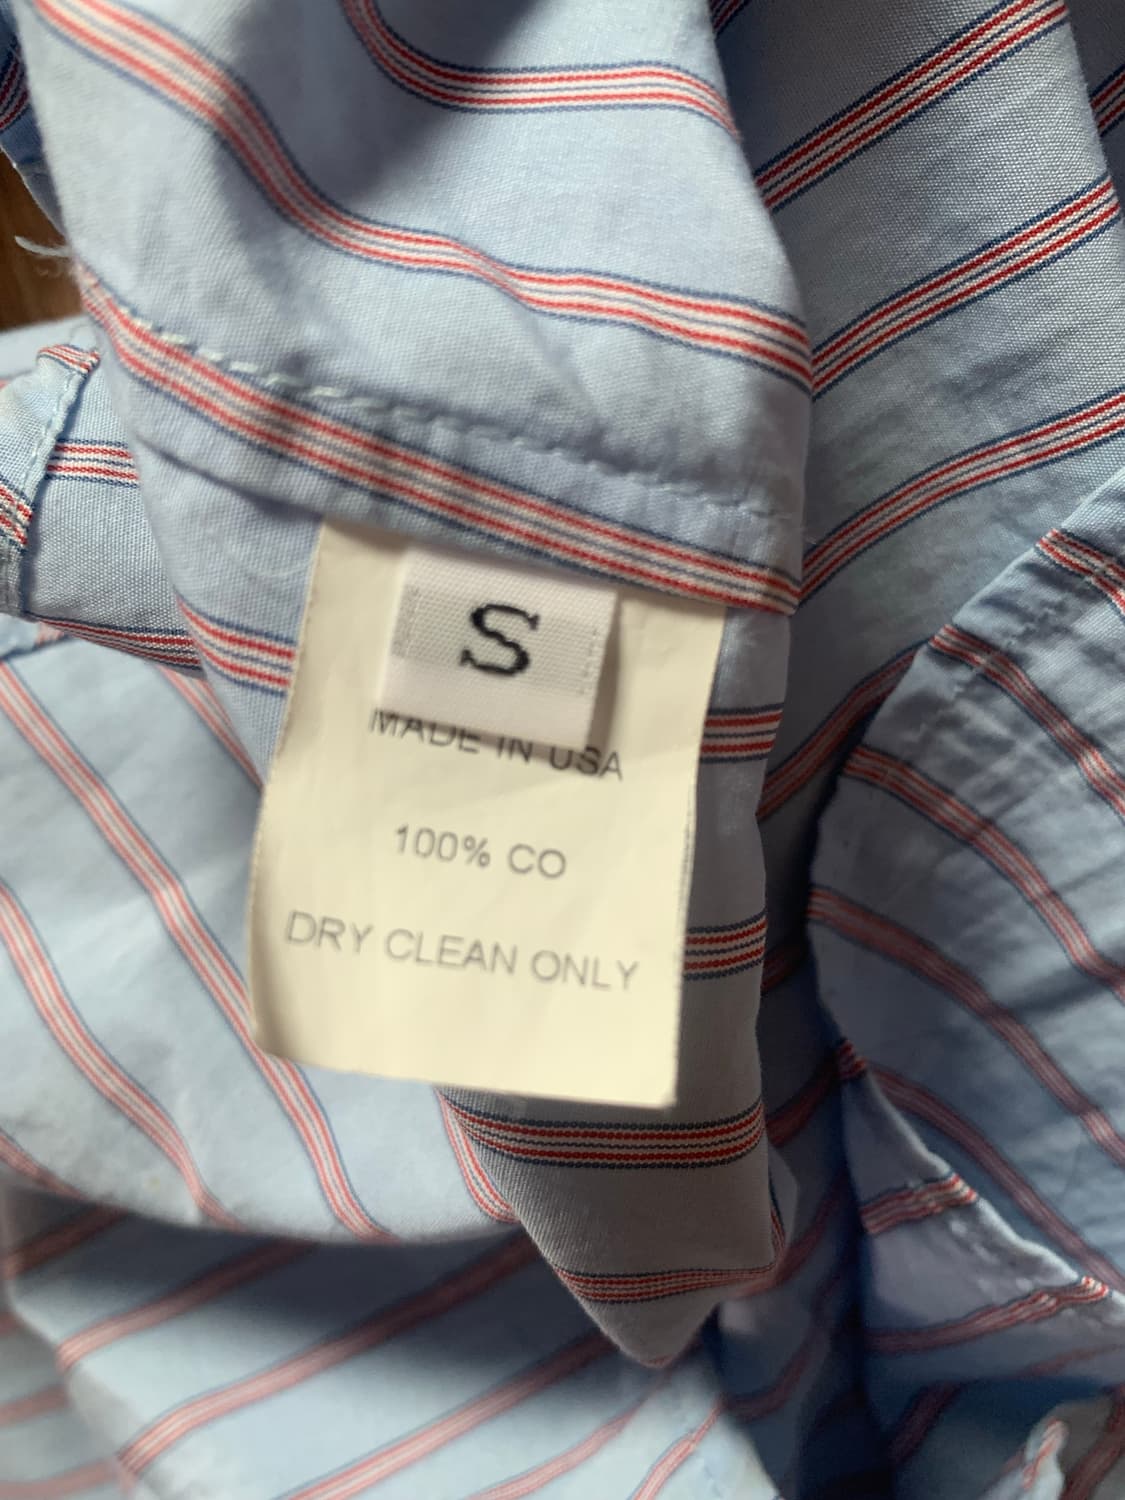 S
MADE IN USA
100% CO
DRY CLEAN ONLY